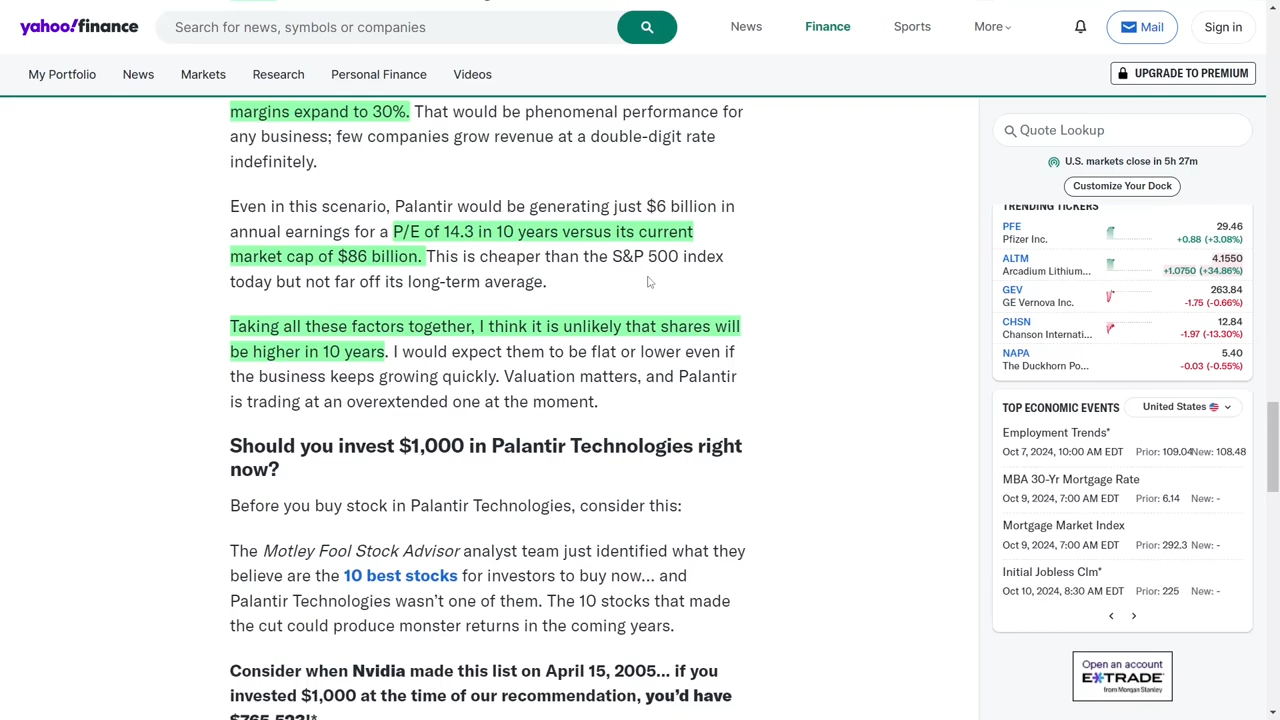 yahoo!finance
Search for news, symbols or companies
News
Finance
Sports
More
Mail
Sign in
My Portfolio
News
Markets
Research
Personal Finance
Videos
UPGRADE TO PREMIUM
margins expand to 30%. That would be phenomenal performance for
any business; few companies grow revenue at a double-digit rate
indefinitely.
Even in this scenario, Palantir would be generating just $6 billion in
annual earnings for a P/E of 14.3 in 10 years versus its current
market cap of $86 billion. This is cheaper than the S&P 500 index
today but not far off its long-term average.
Taking all these factors together, I think it is unlikely that shares will
be higher in 10 years. I would expect them to be flat or lower even if
the business keeps growing quickly. Valuation matters, and Palantir
is trading at an overextended one at the moment.
Should you invest $1,000 in Palantir Technologies right
now?
Before you buy stock in Palantir Technologies, consider this:
The Motley Fool Stock Advisor analyst team just identified what they
believe are the 10 best stocks for investors to buy now… and
Palantir Technologies wasn't one of them. The 10 stocks that made
the cut could produce monster returns in the coming years.
Consider when Nvidia made this list on April 15, 2005... if you
invested $1,000 at the time of our recommendation, you'd have
$765,523!*
Quote Lookup
U.S. markets close in 5h 27m
Customize Your Dock
TRENDING TICKERS
PFE 29.46
Pfizer Inc. +0.88 (+3.08%)
ALTM 4.1550
Arcadium Lithium... +1.0750 (+34.86%)
GEV 263.84
GE Vernova Inc. -1.75 (-0.66%)
CHSN 12.84
Chanson Internati... -1.97 (-13.30%)
NAPA 5.40
The Duckhorn Po... -0.03 (-0.55%)
TOP ECONOMIC EVENTS United States
Employment Trends*
Oct 7, 2024, 10:00 AM EDT Prior: 109.04 New: 108.48
MBA 30-Yr Mortgage Rate
Oct 9, 2024, 7:00 AM EDT Prior: 6.14 New: -
Mortgage Market Index
Oct 9, 2024, 7:00 AM EDT Prior: 292.3 New: -
Initial Jobless Clm*
Oct 10, 2024, 8:30 AM EDT Prior: 225 New: -
Open an account
E*TRADE
from Morgan Stanley